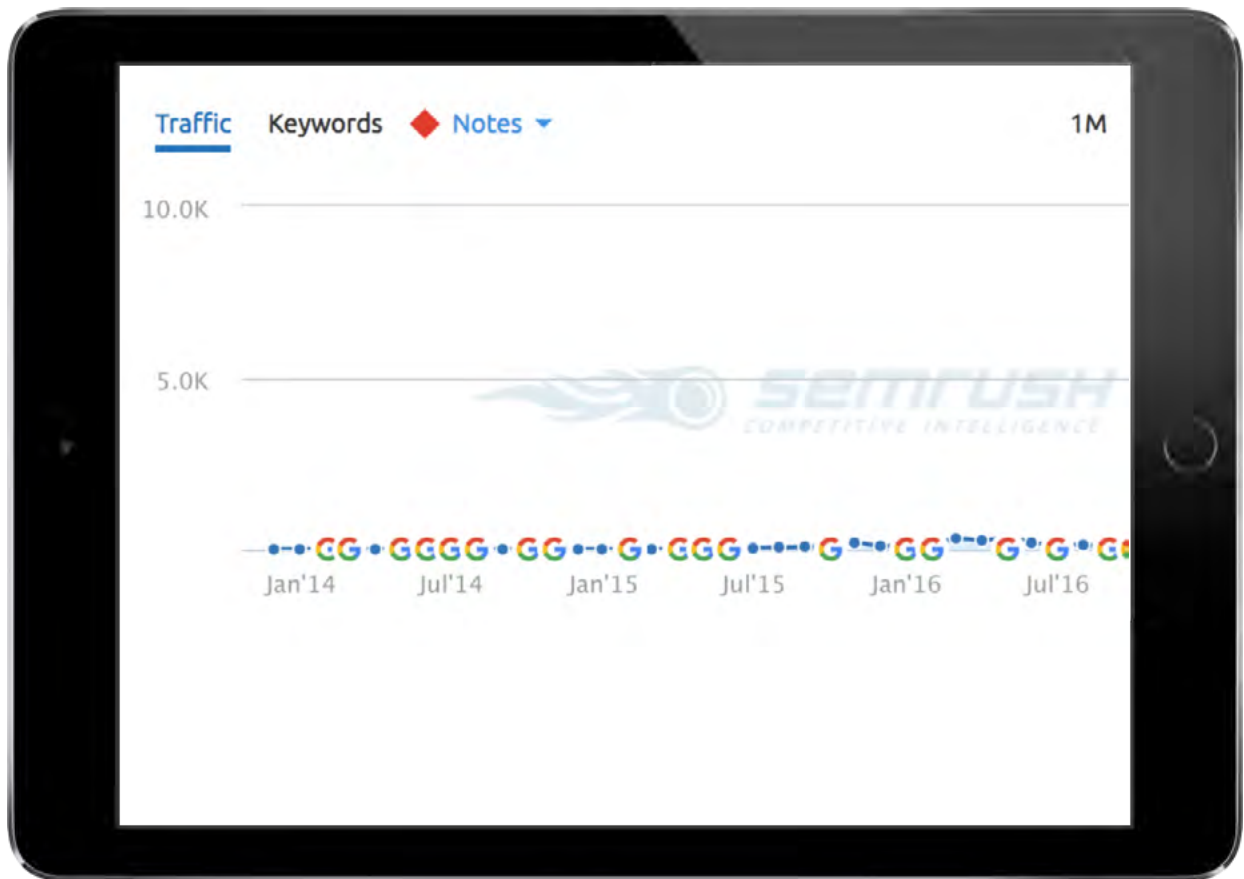 Traffic Keywords Notes 1M
10.0K
5.0K
semrush
COMPETITIVE INTELLIGENCE
Jan'14 Jul'14 Jan'15 Jul'15 Jan'16 Jul'16